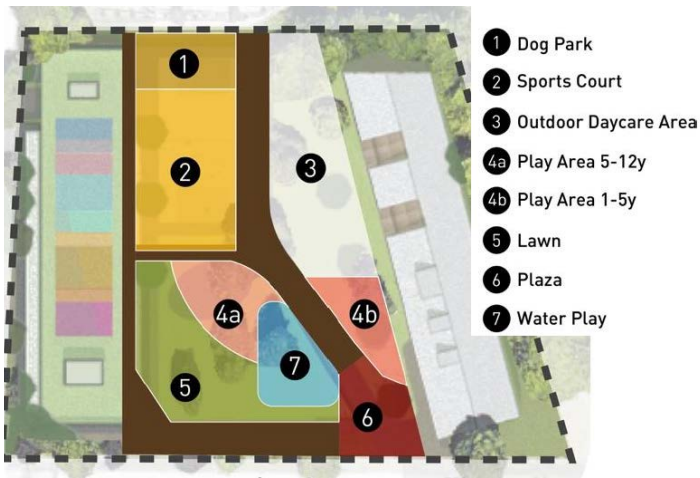 1 Dog Park
2 Sports Court
3 Outdoor Daycare Area
4a Play Area 5-12y
4b Play Area 1-5y
5 Lawn
6 Plaza
7 Water Play
1
2
3
4a
4b
7
5
6